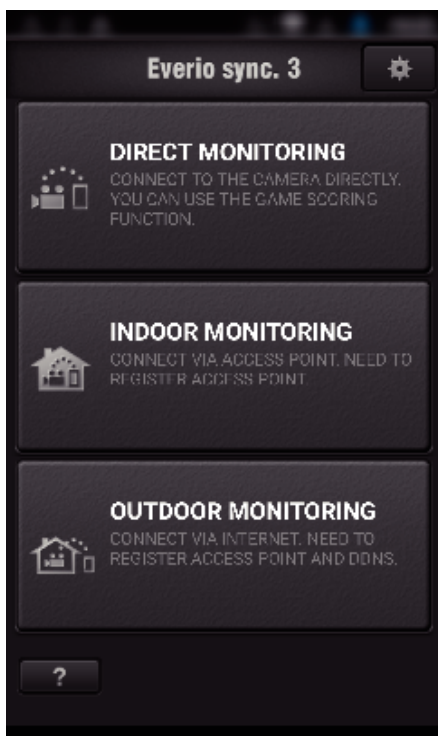 Everio sync. 3
DIRECT MONITORING
CONNECT TO THE CAMERA DIRECTLY.
YOU CAN USE THE GAME SCORING
FUNCTION.
INDOOR MONITORING
CONNECT VIA ACCESS POINT. NEED TO
REGISTER ACCESS POINT.
OUTDOOR MONITORING
CONNECT VIA INTERNET. NEED TO
REGISTER ACCESS POINT AND DDNS.
?